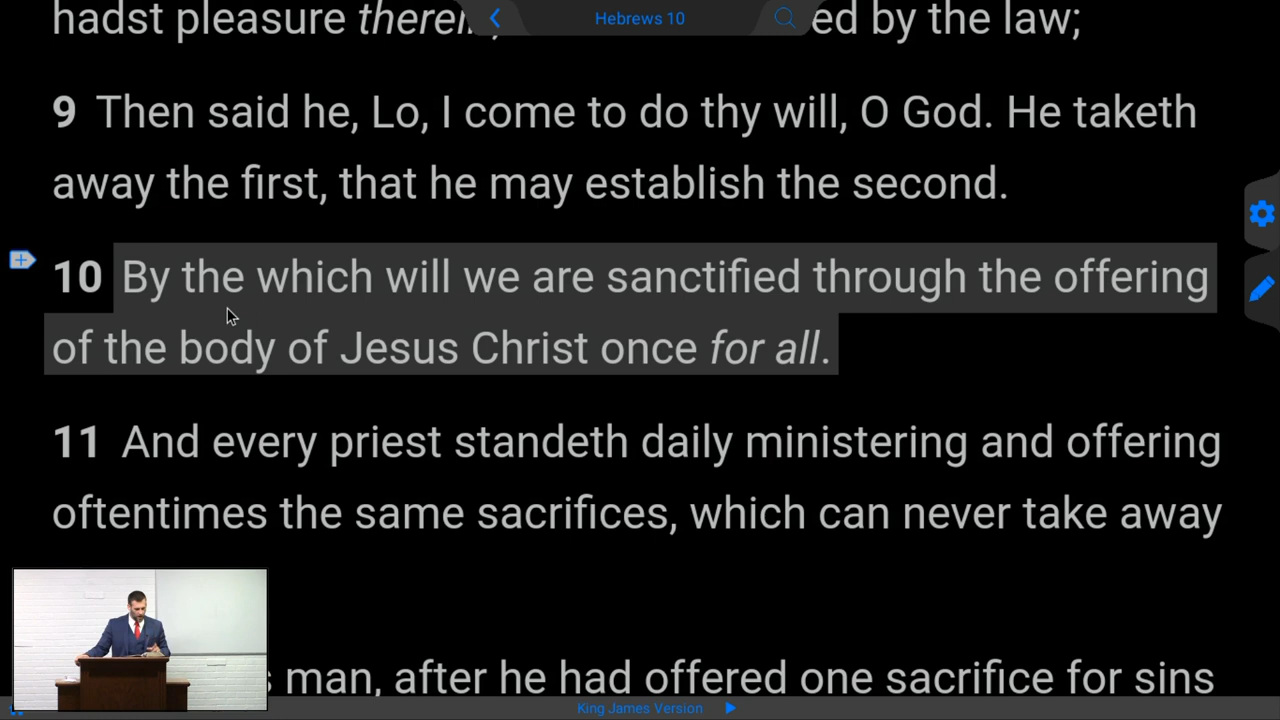 Hebrews 10
hadst pleasure ed by the law;
9 Then said he, Lo, I come to do thy will, O God. He taketh
away the first, that he may establish the second.
10 By the which will we are sanctified through the offering
of the body of Jesus Christ once for all.
11 And every priest standeth daily ministering and offering
oftentimes the same sacrifices, which can never take away
man, after he had offered one sacrifice for sins
King James Version